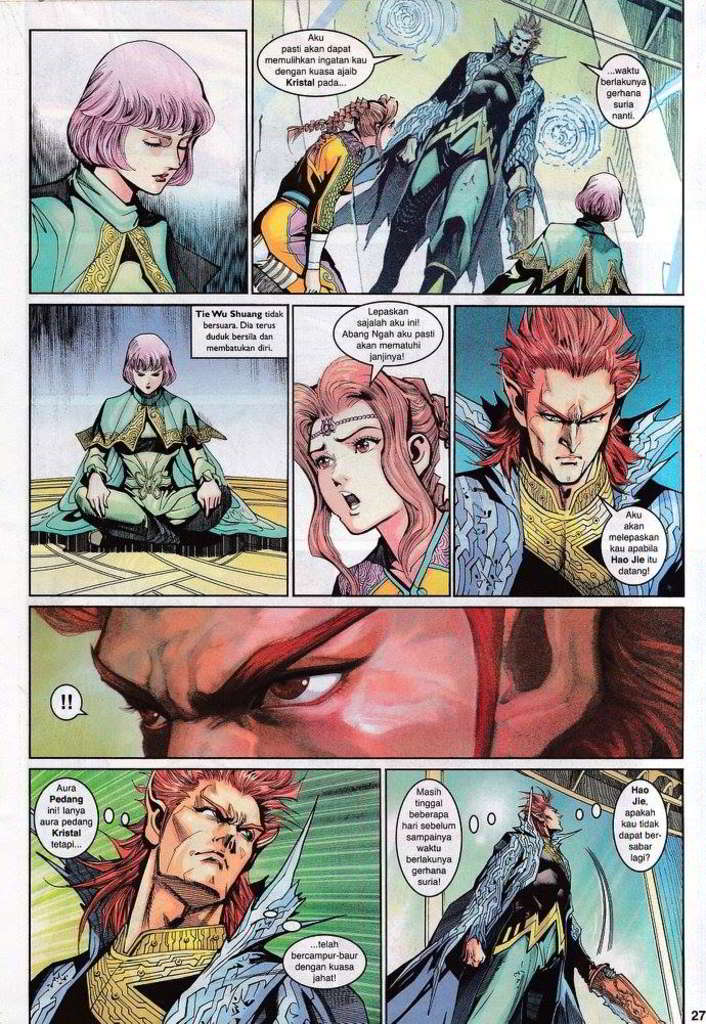 Aku
pasti akan dapat
memulihkan ingatan kau
dengan kuasa ajaib
Kristal pada...
...waktu
berlakunya
gerhana
suria
nanti.
Tie Wu Shuang tidak
bersuara. Dia terus
duduk bersila dan
membatukan diri.
Lepaskan
sajalah aku ini!
Abang Ngah aku pasti
akan mematuhi
janjinya!
Aku
akan
melepaskan
kau apabila
Hao Jie itu
datang!
!!
Aura
Pedang
ini! Ianya
aura pedang
Kristal
tetapi...
...telah
bercampur-baur
dengan kuasa
jahat!
Masih
tinggal
beberapa
hari sebelum
sampainya
waktu
berlakunya
gerhana
suria!
Hao
Jie,
apakah
kau tidak
dapat ber-
sabar
lagi?
27